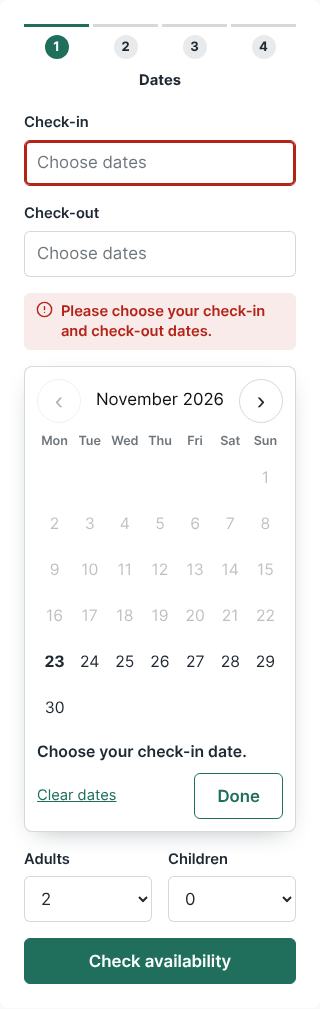 1 2 3 4
Dates
Check-in
Choose dates
Check-out
Choose dates
Please choose your check-in
and check-out dates.
‹ November 2026 ›
Mon Tue Wed Thu Fri Sat Sun
1
2 3 4 5 6 7 8
9 10 11 12 13 14 15
16 17 18 19 20 21 22
23 24 25 26 27 28 29
30
Choose your check-in date.
Clear dates Done
Adults Children
2 0
Check availability